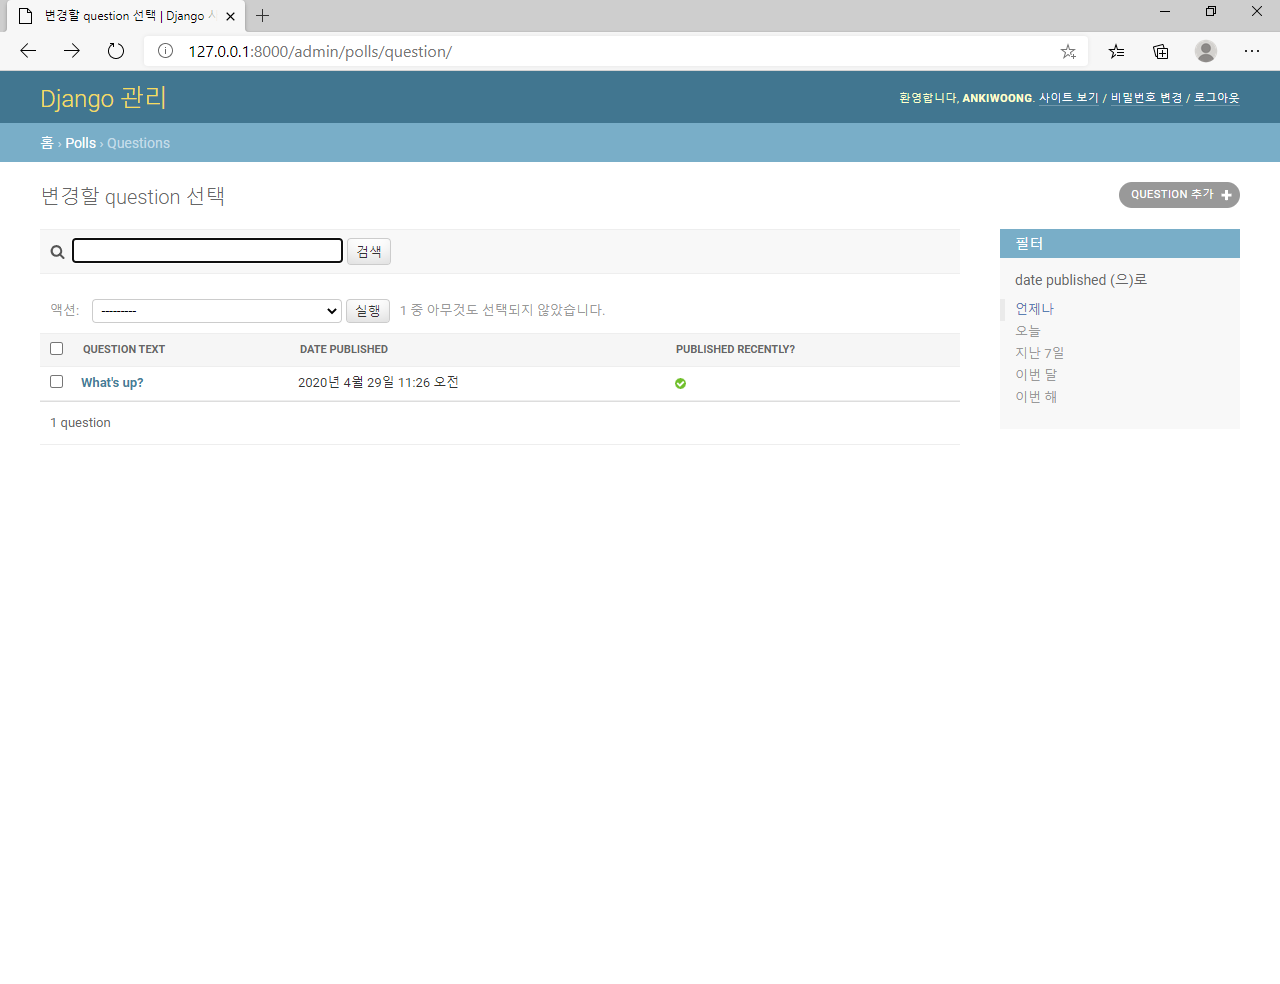 변경할 question 선택 | Django
127.0.0.1:8000/admin/polls/question/
Django 관리
환영합니다, ANKIWOONG. 사이트 보기 / 비밀번호 변경 / 로그아웃
홈 › Polls › Questions
변경할 question 선택
QUESTION 추가
검색
액션: --------- 실행 1 중 아무것도 선택되지 않았습니다.
QUESTION TEXT DATE PUBLISHED PUBLISHED RECENTLY?
What's up? 2020년 4월 29일 11:26 오전
1 question
필터
date published (으)로
언제나
오늘
지난 7일
이번 달
이번 해